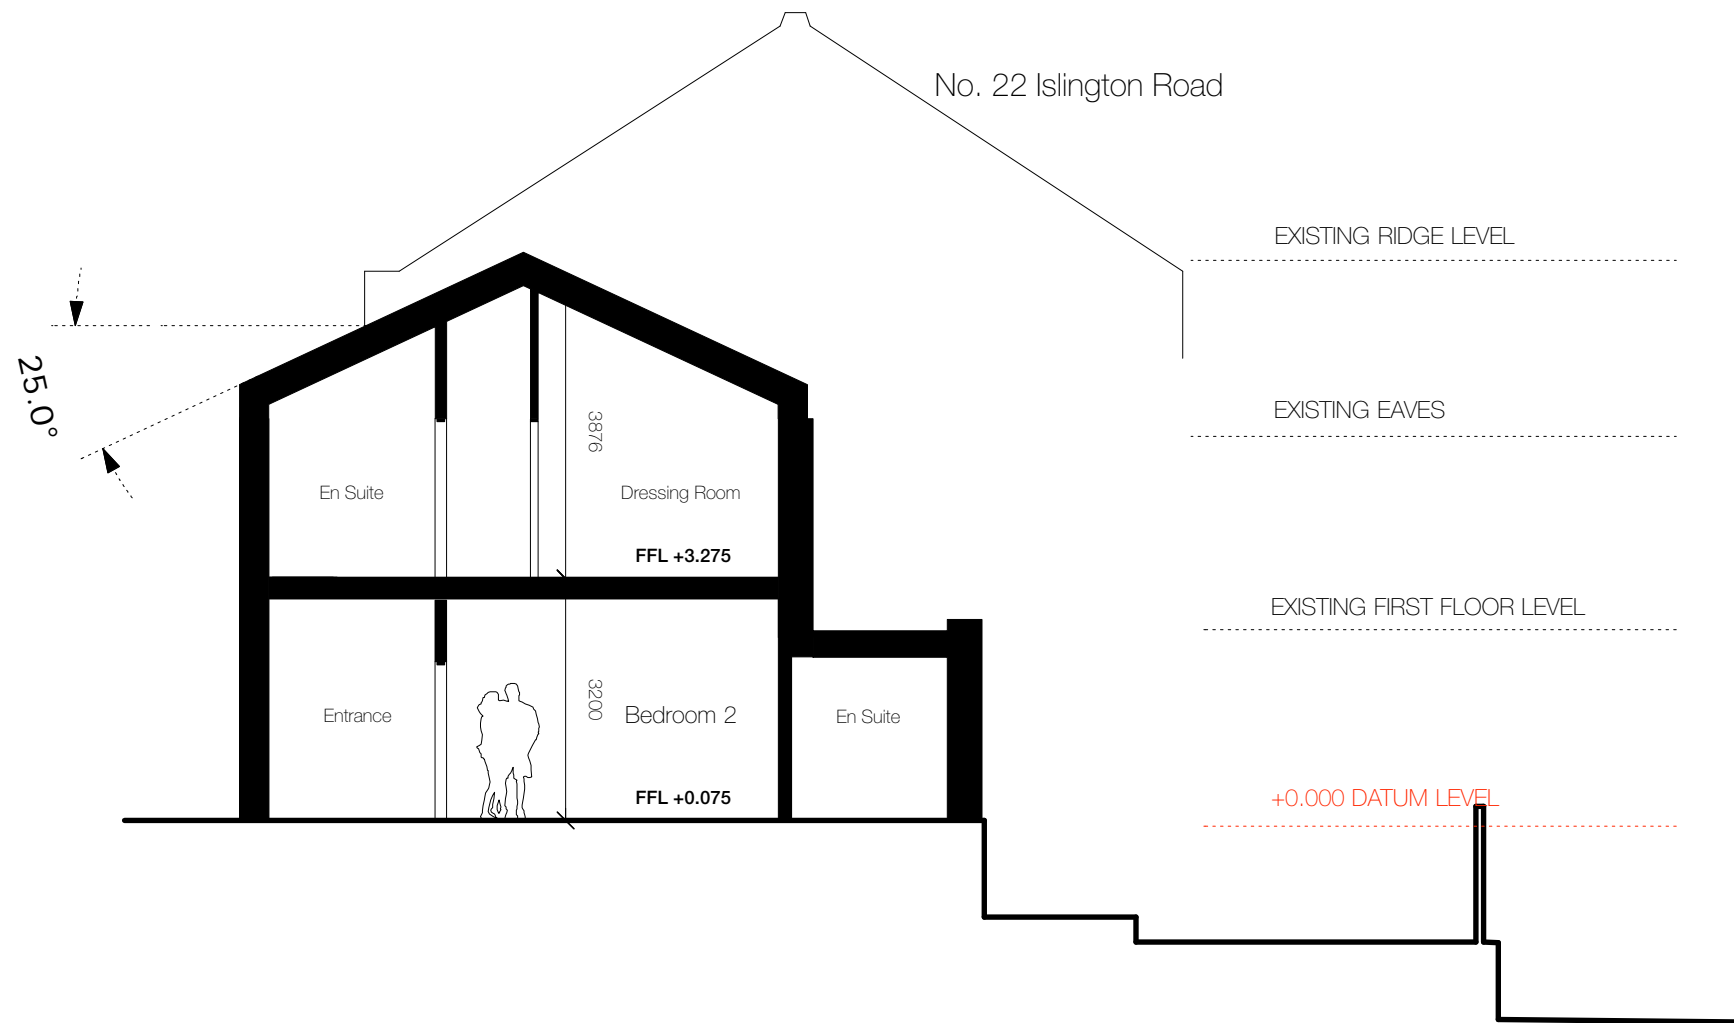 No. 22 Islington Road
EXISTING RIDGE LEVEL
25.0°
EXISTING EAVES
3876
En Suite
Dressing Room
FFL +3.275
EXISTING FIRST FLOOR LEVEL
3200
Entrance
Bedroom 2
En Suite
FFL +0.075
+0.000 DATUM LEVEL